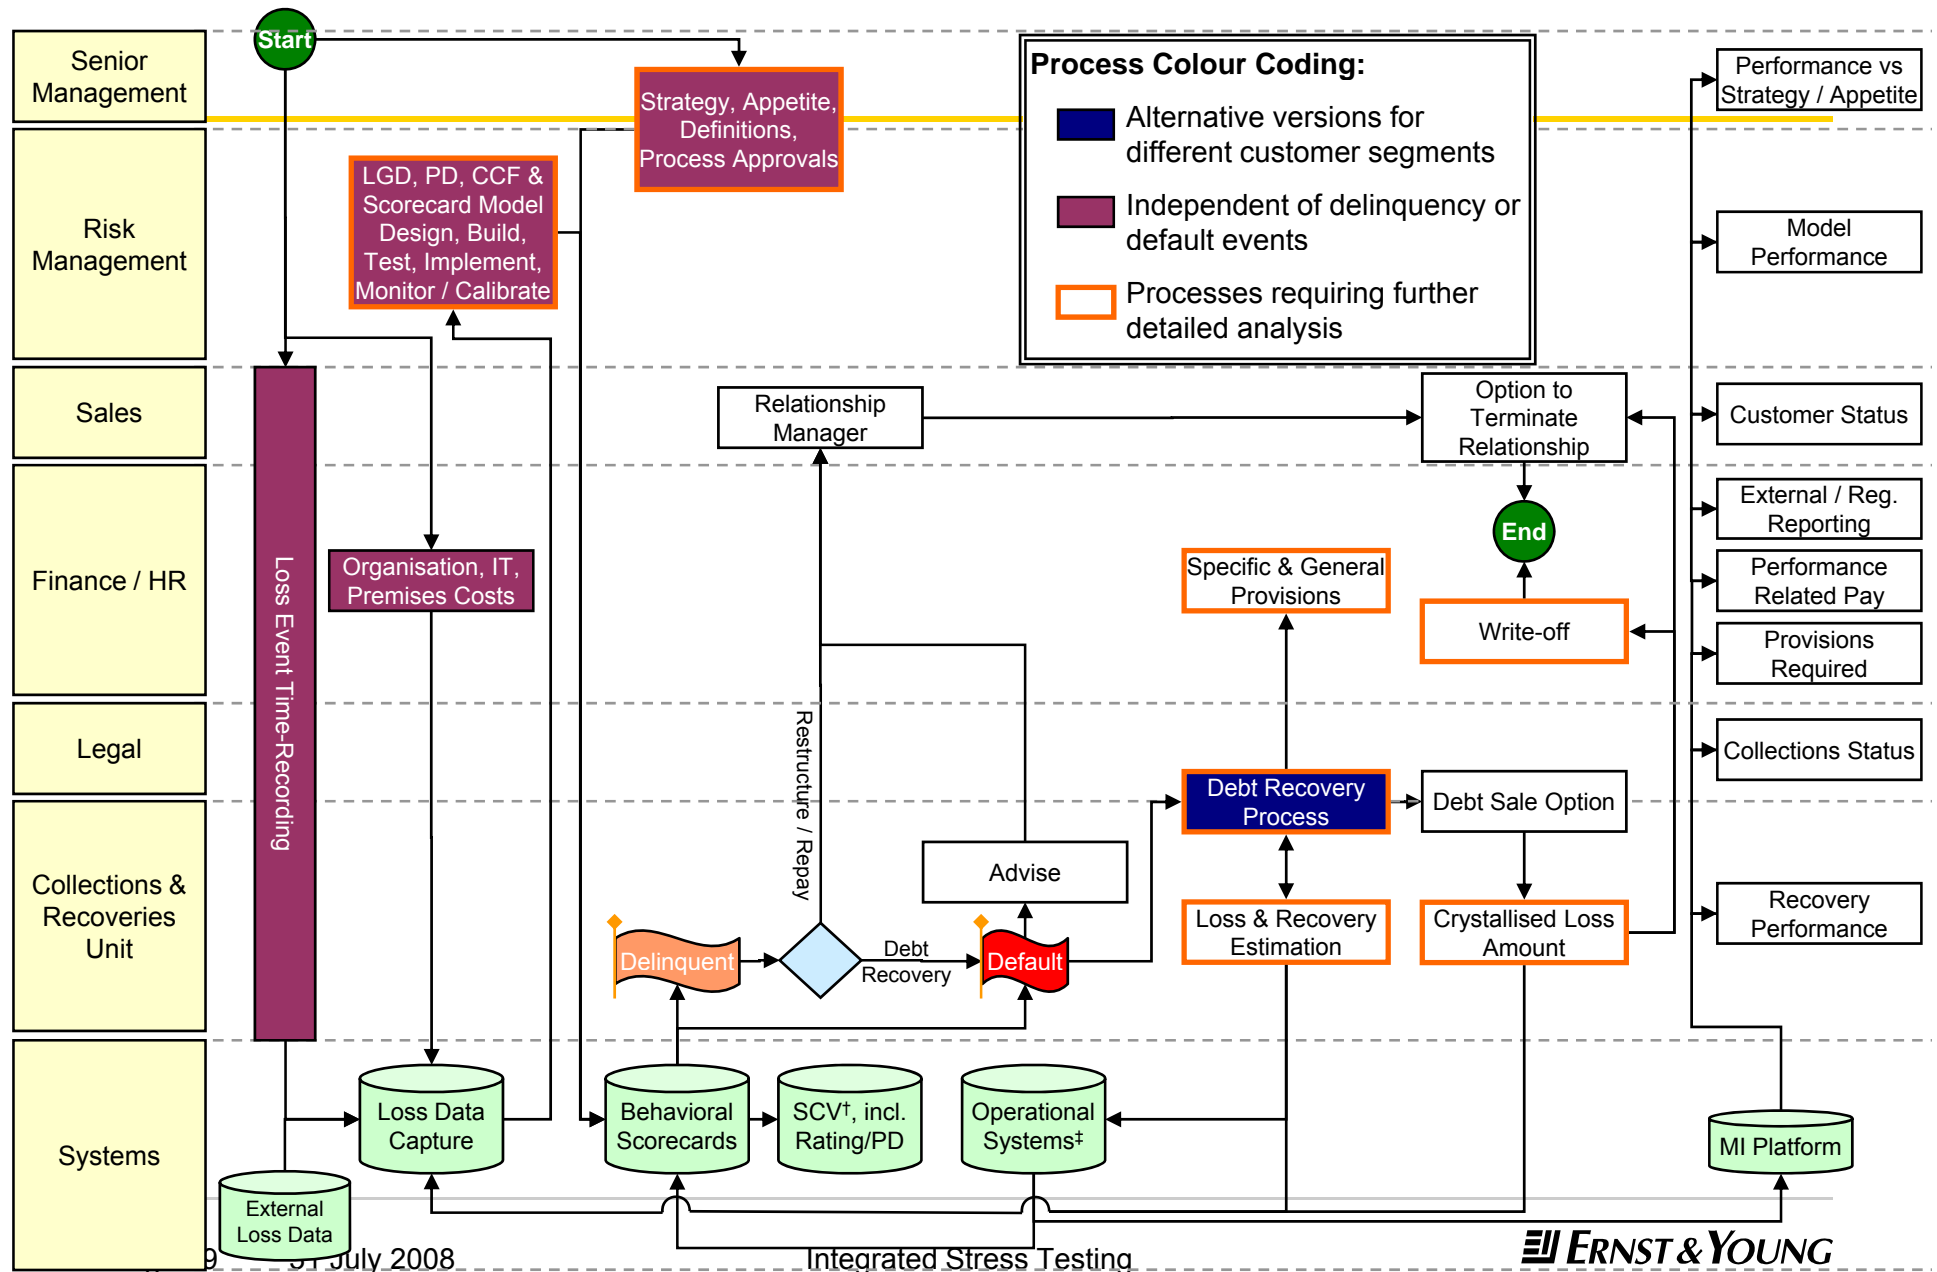 Start
Senior
Management
Strategy, Appetite,
Definitions,
Process Approvals
Process Colour Coding:
Alternative versions for
different customer segments
Independent of delinquency or
default events
Processes requiring further
detailed analysis
Performance vs
Strategy / Appetite
Risk
Management
LGD, PD, CCF &
Scorecard Model
Design, Build,
Test, Implement,
Monitor / Calibrate
Model
Performance
Sales
Relationship
Manager
Option to
Terminate
Relationship
Customer Status
Finance / HR
Loss Event Time-Recording
Organisation, IT,
Premises Costs
Specific & General
Provisions
End
Write-off
External / Reg.
Reporting
Performance
Related Pay
Provisions
Required
Legal
Restructure / Repay
Debt Recovery
Process
Debt Sale Option
Collections Status
Collections &
Recoveries
Unit
Delinquent
Debt
Recovery
Advise
Default
Loss & Recovery
Estimation
Crystallised Loss
Amount
Recovery
Performance
Systems
External
Loss Data
Loss Data
Capture
Behavioral
Scorecards
SCV†, incl.
Rating/PD
Operational
Systems‡
MI Platform
9
July 2008
Integrated Stress Testing
ERNST & YOUNG